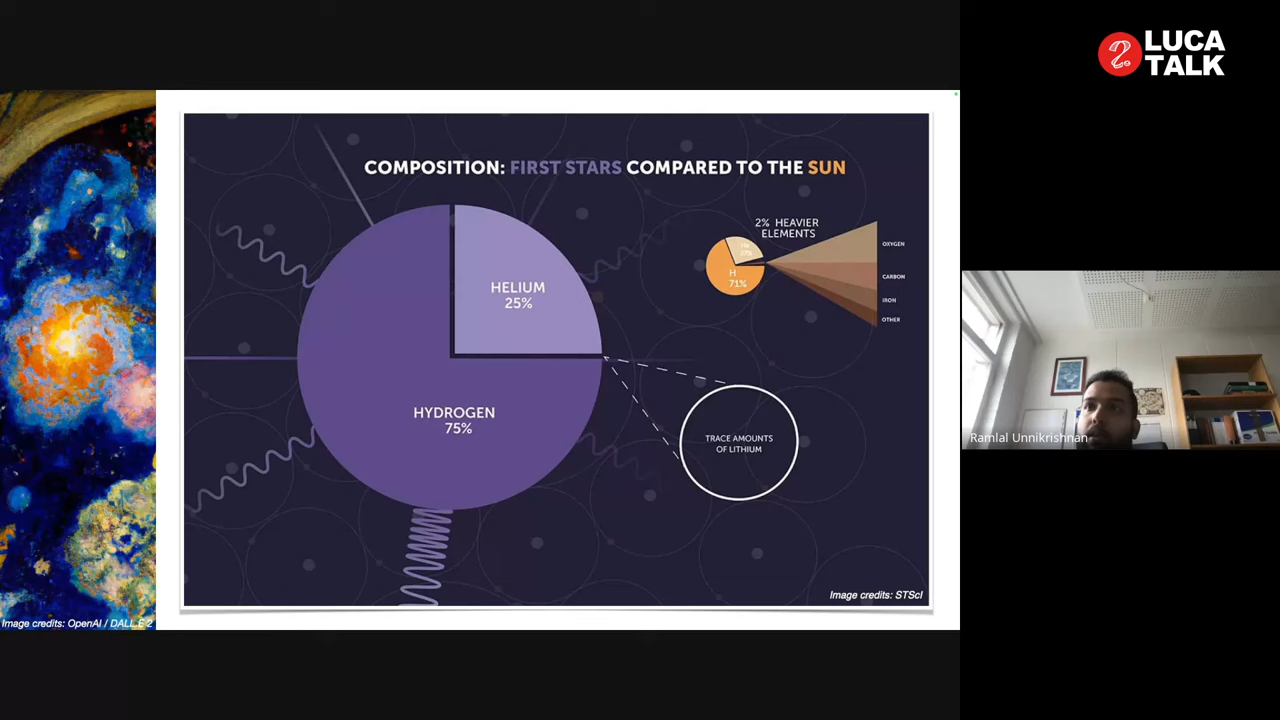 LUCA
TALK
COMPOSITION: FIRST STARS COMPARED TO THE SUN
HELIUM
25%
HYDROGEN
75%
TRACE AMOUNTS
OF LITHIUM
2% HEAVIER
ELEMENTS
H
71%
OXYGEN
CARBON
IRON
OTHER
Image credits: STScI
Image credits: OpenAI / DALL.E 2
Ramlal Unnikrishnan